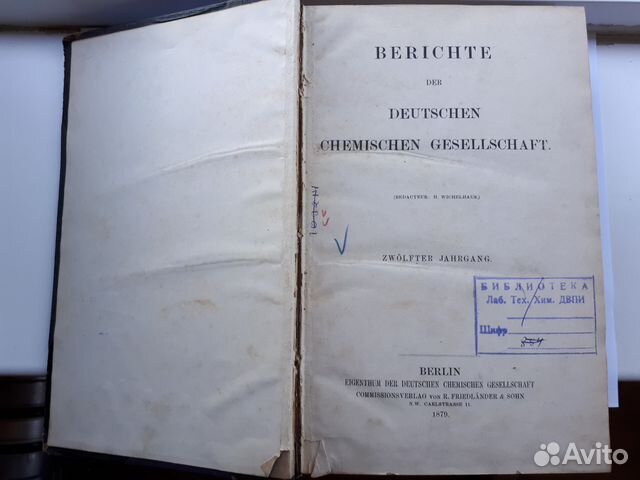 BERICHTE
DER
DEUTSCHEN
CHEMISCHEN GESELLSCHAFT.
(REDACTEUR: H. WICHELHAUS.)
ZWÖLFTER JAHRGANG.
БИБЛИОТЕКА
Лаб. Тех. Хим. ДВПИ
Шифр
BERLIN
EIGENTHUM DER DEUTSCHEN CHEMISCHEN GESELLSCHAFT
COMMISSIONSVERLAG VON R. FRIEDLÄNDER & SOHN
N.W. CARLSTRASSE 11.
1879.
Avito